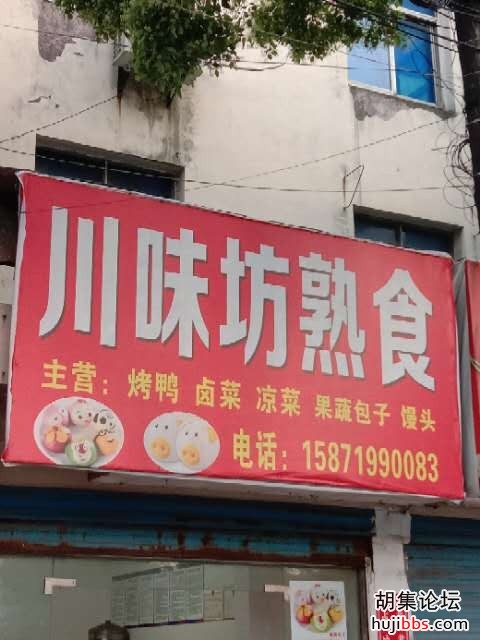 川味坊熟食
主营：烤鸭 卤菜 凉菜 果蔬包子 馒头
电话：15871990083
胡集论坛
hujibbs.com